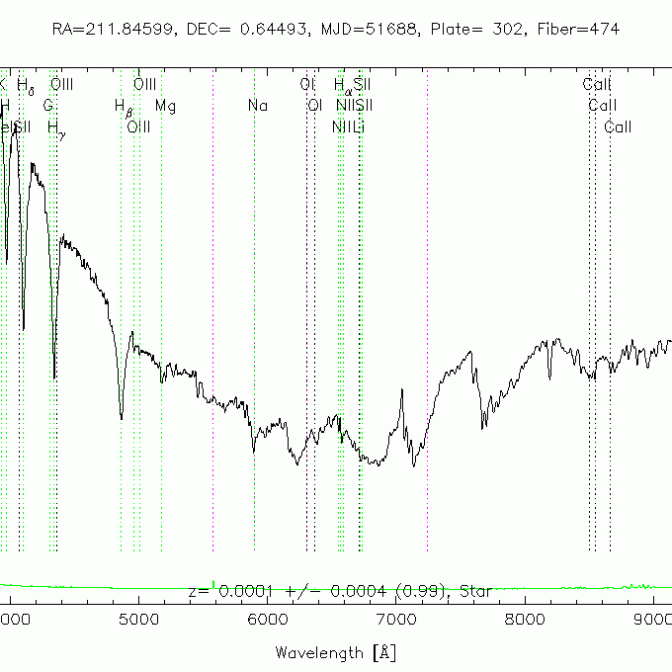 RA=211.84599, DEC= 0.64493, MJD=51688, Plate= 302, Fiber=474
K Hδ OIII OIII OI Hα SII CaII
H G Hβ Mg Na OI NII SII CaII
eI SII Hγ OIII NII Li CaII
z= 0.0001 +/- 0.0004 (0.99), Star
000 5000 6000 7000 8000 9000
Wavelength [Å]